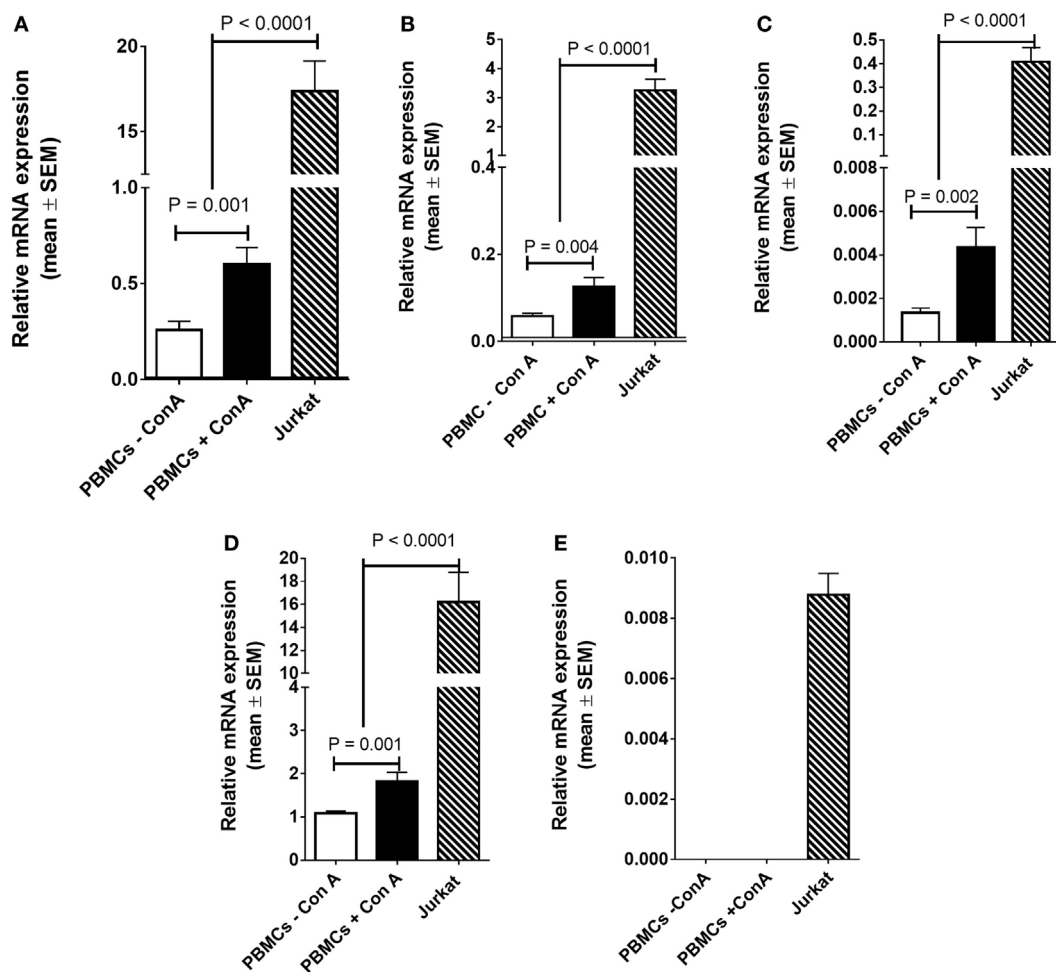 A
P < 0.0001
Relative mRNA expression
(mean ± SEM)
20
15
1.0
0.5
0.0
P = 0.001
PBMCs - ConA
PBMCs + ConA
Jurkat
B
P < 0.0001
Relative mRNA expression
(mean ± SEM)
5
4
3
2
1
0.4
0.2
0.0
P = 0.004
PBMC - Con A
PBMC + Con A
Jurkat
C
P < 0.0001
Relative mRNA expression
(mean ± SEM)
0.5
0.4
0.3
0.2
0.1
0.008
0.006
0.004
0.002
0.000
P = 0.002
PBMCs - Con A
PBMCs + Con A
Jurkat
D
P < 0.0001
Relative mRNA expression
(mean ± SEM)
20
18
16
14
12
10
4
3
2
1
0
P = 0.001
PBMCs - Con A
PBMCs + Con A
Jurkat
E
Relative mRNA expression
(mean ± SEM)
0.010
0.008
0.006
0.004
0.002
0.000
PBMCs -ConA
PBMCs +ConA
Jurkat